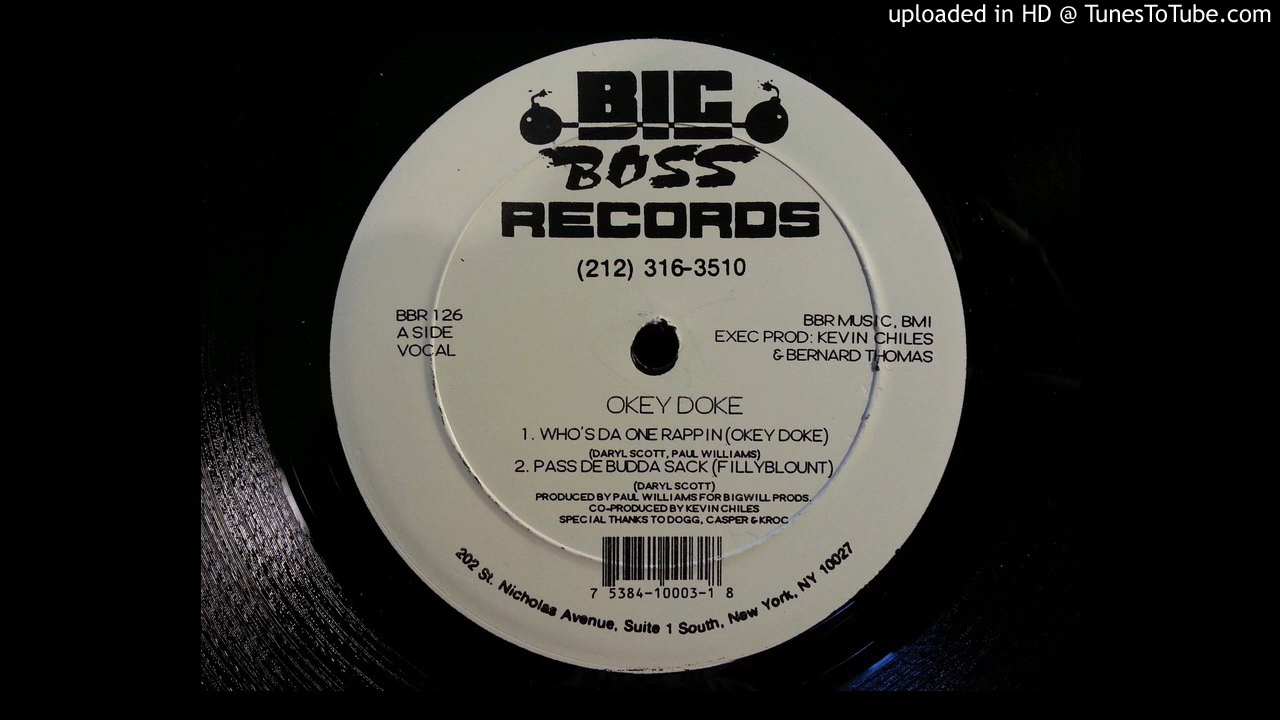 uploaded in HD @ TunesToTube.com
BIG
BOSS
RECORDS
(212) 316-3510
BBR 126
A SIDE
VOCAL
BBR MUSIC, BMI
EXEC PROD: KEVIN CHILES
& BERNARD THOMAS
OKEY DOKE
1. WHO'S DA ONE RAPPIN (OKEY DOKE)
(DARYL SCOTT, PAUL WILLIAMS)
2. PASS DE BUDDA SACK (FILLYBLOUNT)
(DARYL SCOTT)
PRODUCED BY PAUL WILLIAMS FOR BIGWILL PRODS.
CO-PRODUCED BY KEVIN CHILES
SPECIAL THANKS TO DOGG, CASPER & KROC
7 5384-10003-1 8
202 St. Nicholas Avenue, Suite 1 South, New York, NY 10027